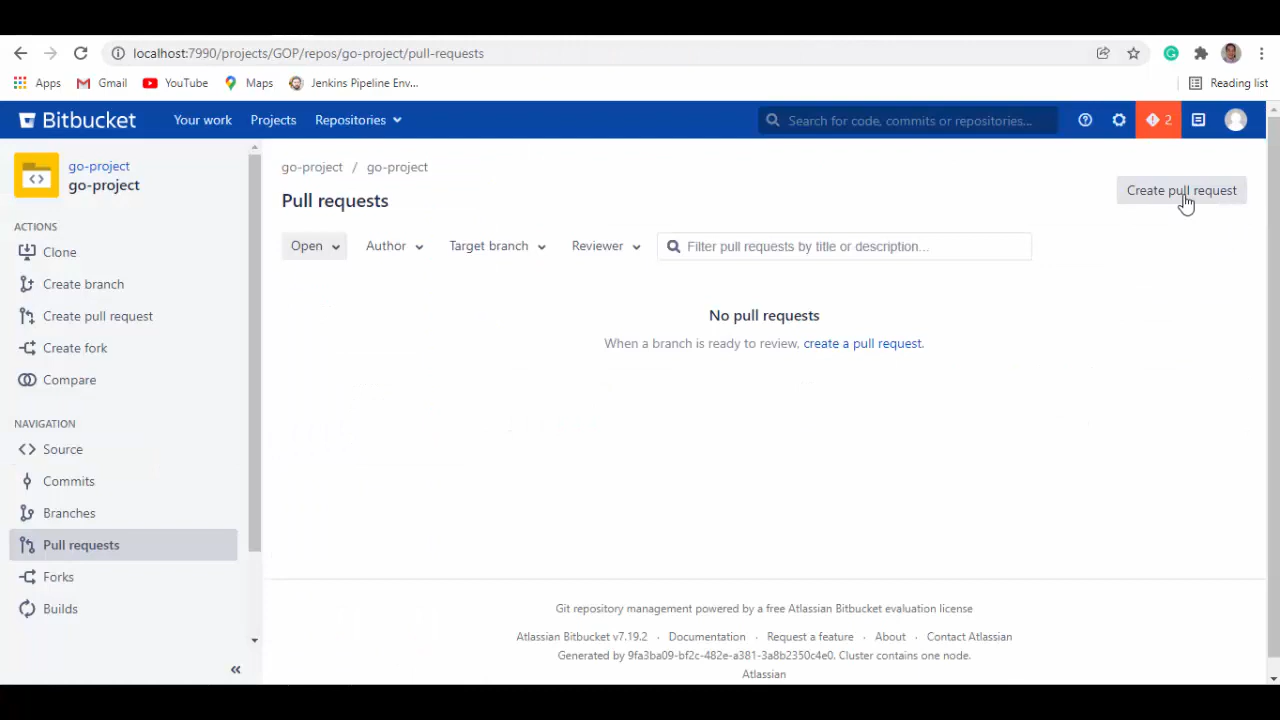 localhost:7990/projects/GOP/repos/go-project/pull-requests
Apps Gmail YouTube Maps Jenkins Pipeline Env... Reading list
Bitbucket Your work Projects Repositories Search for code, commits or repositories... 2
go-project
go-project
ACTIONS
Clone
Create branch
Create pull request
Create fork
Compare
NAVIGATION
Source
Commits
Branches
Pull requests
Forks
Builds
go-project / go-project
Pull requests
Create pull request
Open Author Target branch Reviewer Filter pull requests by title or description...
No pull requests
When a branch is ready to review, create a pull request.
Git repository management powered by a free Atlassian Bitbucket evaluation license
Atlassian Bitbucket v7.19.2 · Documentation · Request a feature · About · Contact Atlassian
Generated by 9fa3ba09-bf2c-482e-a381-3a8b2350c4e0. Cluster contains one node.
Atlassian